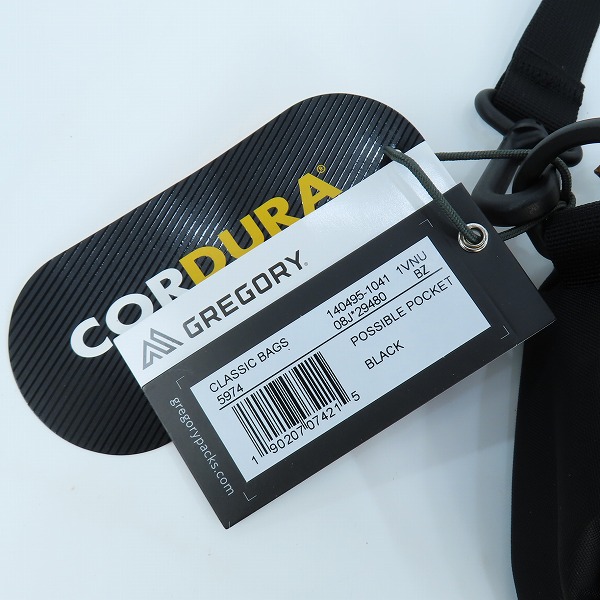 CORDURA®
GREGORY®
CLASSIC BAGS 140495-1041 1VNU
5974 08J*29480 BZ
POSSIBLE POCKET
BLACK
1 90207 07421 5
gregorypacks.com